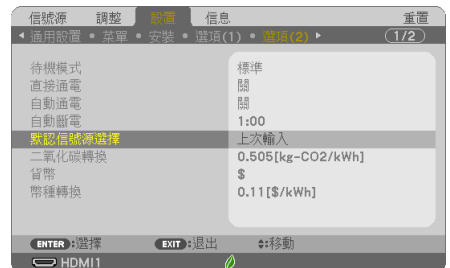 信號源 調整 設置 信息 重置
通用設置 • 菜單 • 安裝 • 選項(1) • 選項(2) 1/2
待機模式 標準
直接通電 關
自動通電 關
自動斷電 1:00
默認信號源選擇 上次輸入
二氧化碳轉換 0.505[kg-CO2/kWh]
貨幣 $
幣種轉換 0.11[$/kWh]
ENTER:選擇 EXIT:退出 :移動
HDMI1